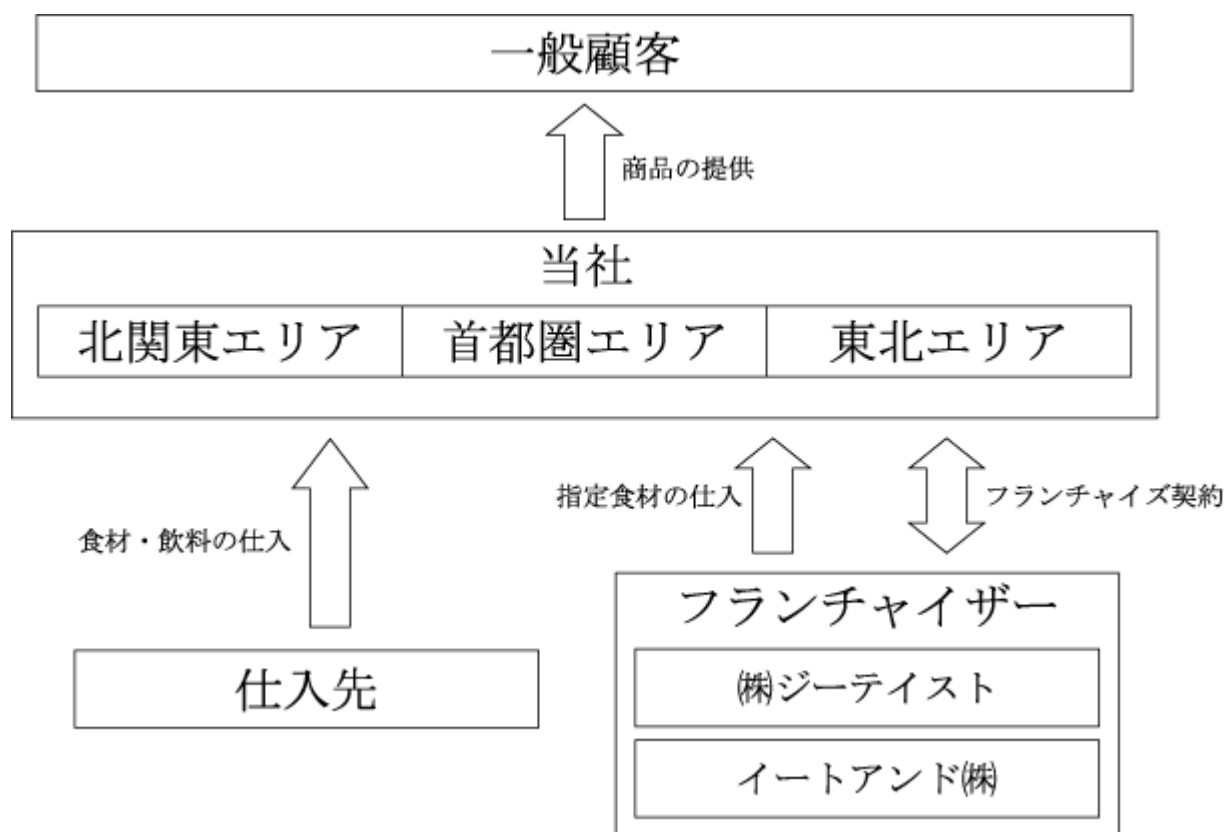 一般顧客
商品の提供
当社
北関東エリア
首都圏エリア
東北エリア
指定食材の仕入
フランチャイズ契約
食材・飲料の仕入
フランチャイザー
仕入先
㈱ジーテイスト
イートアンド㈱